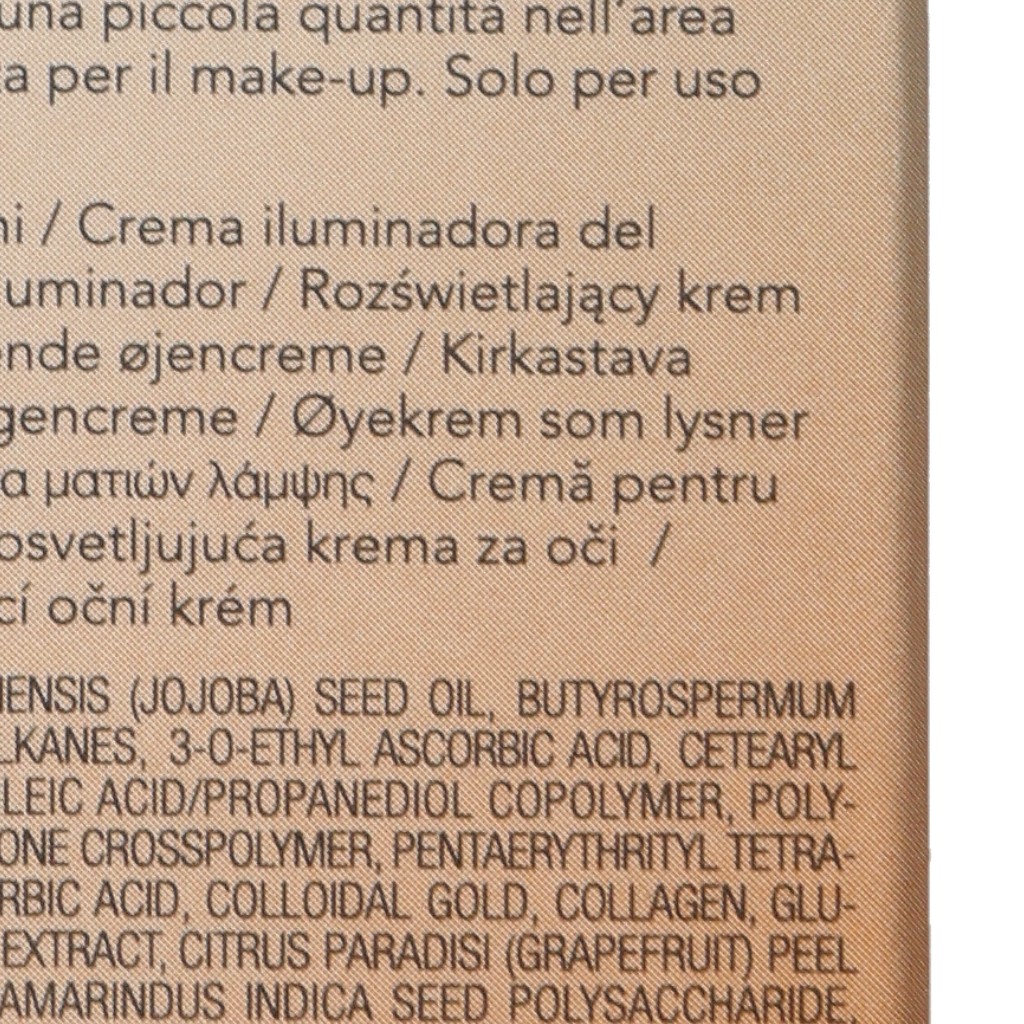 una piccola quantità nell'area
per il make-up. Solo per uso
/ Crema iluminadora del
uminador / Rozświetlający krem
øjencreme / Kirkastava
gencreme / Øyekrem som lysner
ματιών λάμψης / Cremă pentru
osvetljujuća krema za oči /
cí oční krém
ENSIS (JOJOBA) SEED OIL, BUTYROSPERMUM
LKANES, 3-O-ETHYL ASCORBIC ACID, CETEARYL
LEIC ACID/PROPANEDIOL COPOLYMER, POLY-
ONE CROSSPOLYMER, PENTAERYTHRITYL TETRA-
RBIC ACID, COLLOIDAL GOLD, COLLAGEN, GLU-
EXTRACT, CITRUS PARADISI (GRAPEFRUIT) PEEL
AMARINDUS INDICA SEED POLYSACCHARIDE,